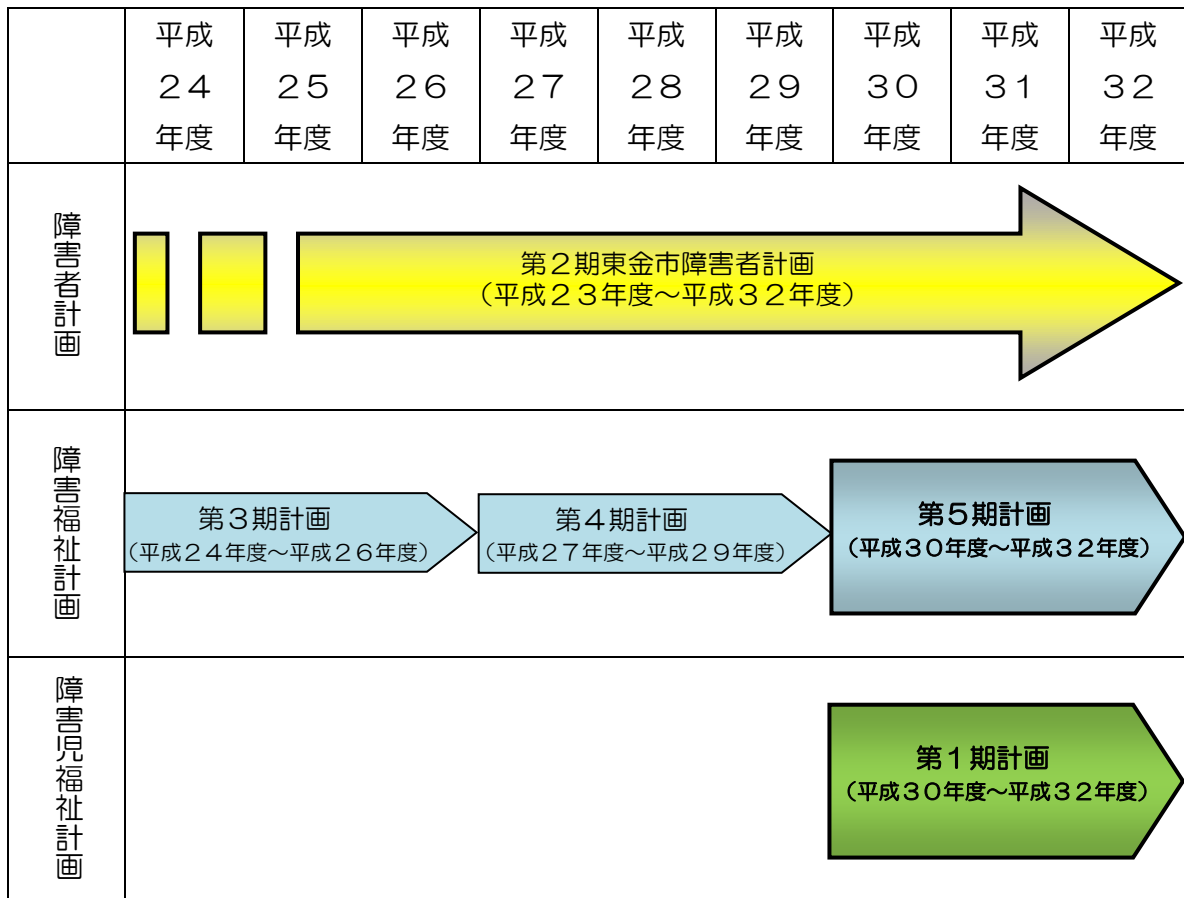 平成
24
年度
平成
25
年度
平成
26
年度
平成
27
年度
平成
28
年度
平成
29
年度
平成
30
年度
平成
31
年度
平成
32
年度
障害者計画
第2期東金市障害者計画
(平成23年度～平成32年度)
障害福祉計画
第3期計画
(平成24年度～平成26年度)
第4期計画
(平成27年度～平成29年度)
第5期計画
(平成30年度～平成32年度)
障害児福祉計画
第1期計画
(平成30年度～平成32年度)